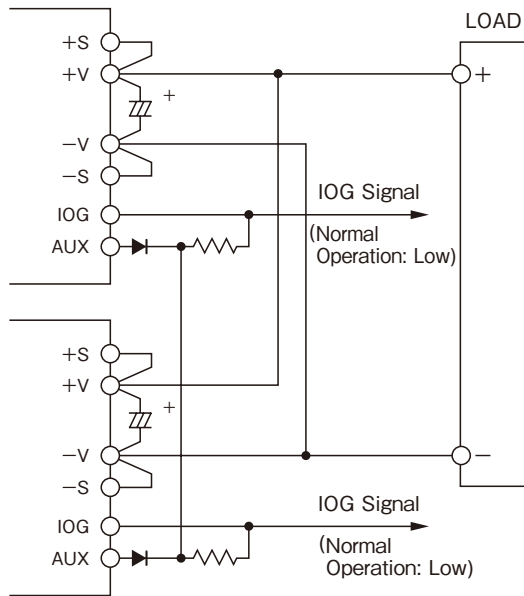 LOAD
+S
+V
+
+
−V
−S
IOG
IOG Signal
AUX
(Normal
Operation: Low)
+S
+V
+
−V
−
−S
IOG
IOG Signal
AUX
(Normal
Operation: Low)